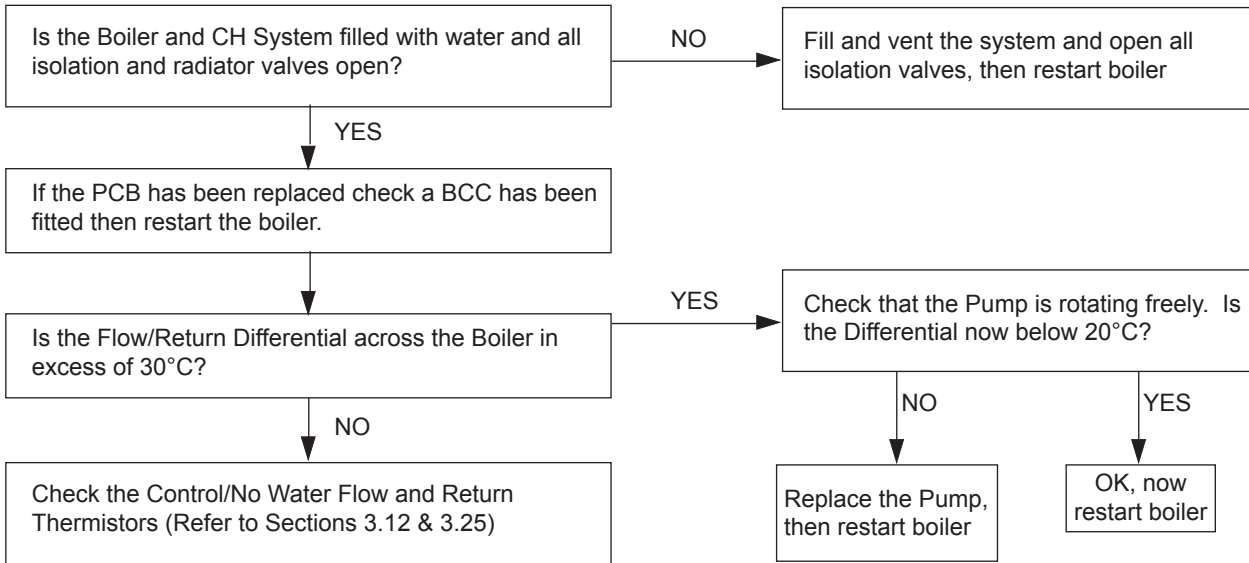 Is the Boiler and CH System filled with water and all
isolation and radiator valves open?
NO
Fill and vent the system and open all
isolation valves, then restart boiler
YES
If the PCB has been replaced check a BCC has been
fitted then restart the boiler.
Is the Flow/Return Differential across the Boiler in
excess of 30°C?
YES
Check that the Pump is rotating freely.  Is
the Differential now below 20°C?
NO
Check the Control/No Water Flow and Return
Thermistors (Refer to Sections 3.12 & 3.25)
NO
Replace the Pump,
then restart boiler
YES
OK, now
restart boiler